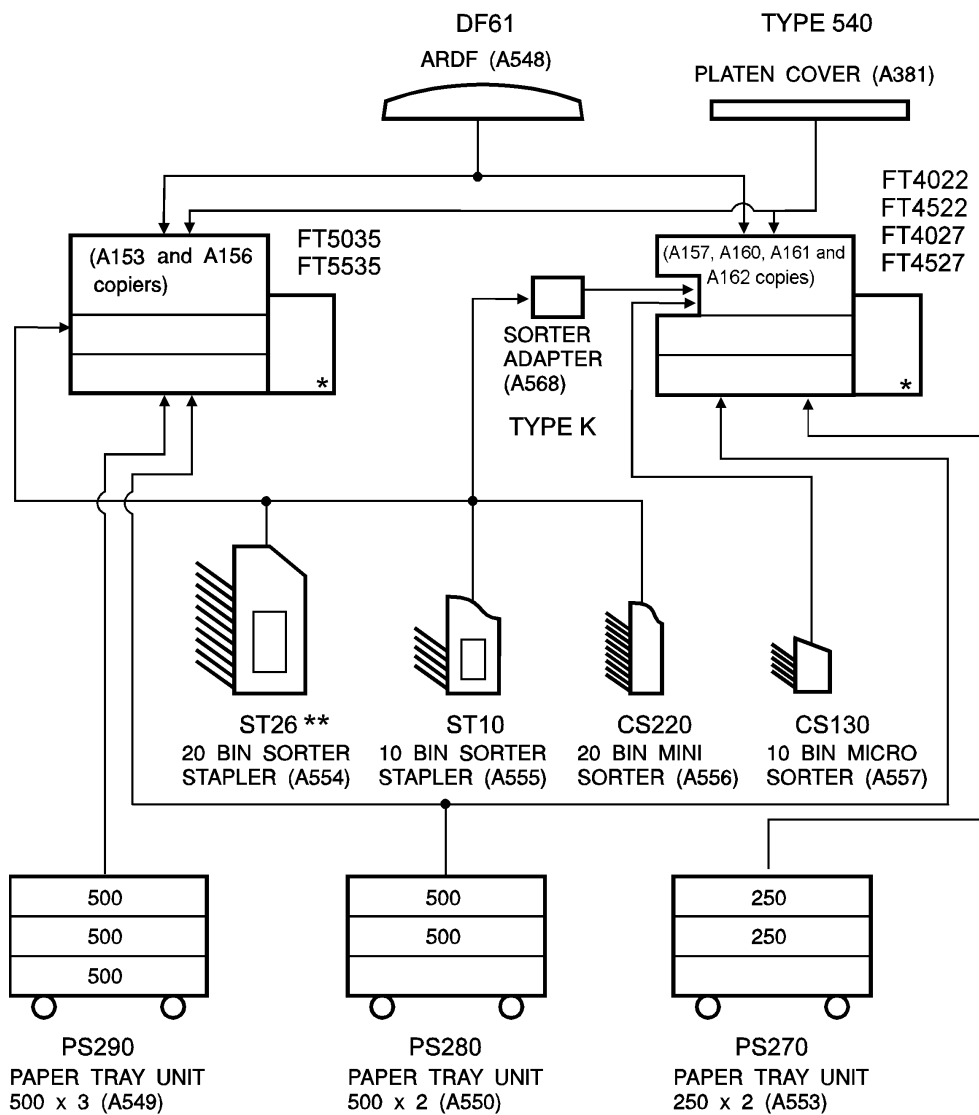 DF61
ARDF (A548)
TYPE 540
PLATEN COVER (A381)
FT4022
FT4522
FT4027
FT4527
(A153 and A156
copiers)
FT5035
FT5535
*
(A157, A160, A161 and
A162 copies)
*
SORTER
ADAPTER
(A568)
TYPE K
ST26 **
20 BIN SORTER
STAPLER (A554)
ST10
10 BIN SORTER
STAPLER (A555)
CS220
20 BIN MINI
SORTER (A556)
CS130
10 BIN MICRO
SORTER (A557)
500
500
500
PS290
PAPER TRAY UNIT
500 x 3 (A549)
500
500
PS280
PAPER TRAY UNIT
500 x 2 (A550)
250
250
PS270
PAPER TRAY UNIT
250 x 2 (A553)